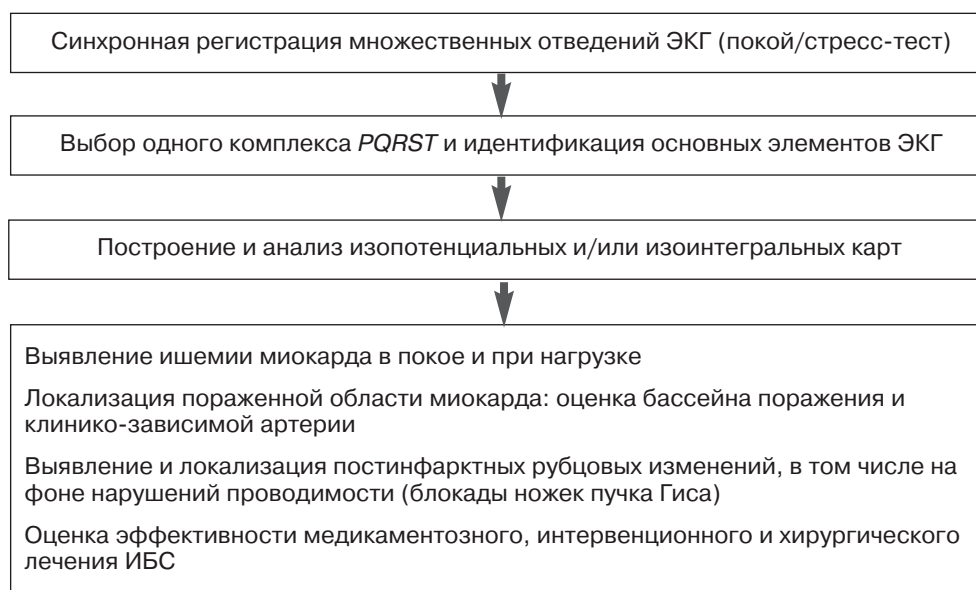 Синхронная регистрация множественных отведений ЭКГ (покой/стресс-тест)
Выбор одного комплекса PQRST и идентификация основных элементов ЭКГ
Построение и анализ изопотенциальных и/или изоинтегральных карт
Выявление ишемии миокарда в покое и при нагрузке
Локализация пораженной области миокарда: оценка бассейна поражения и
клинико-зависимой артерии
Выявление и локализация постинфарктных рубцовых изменений, в том числе на
фоне нарушений проводимости (блокады ножек пучка Гиса)
Оценка эффективности медикаментозного, интервенционного и хирургического
лечения ИБС